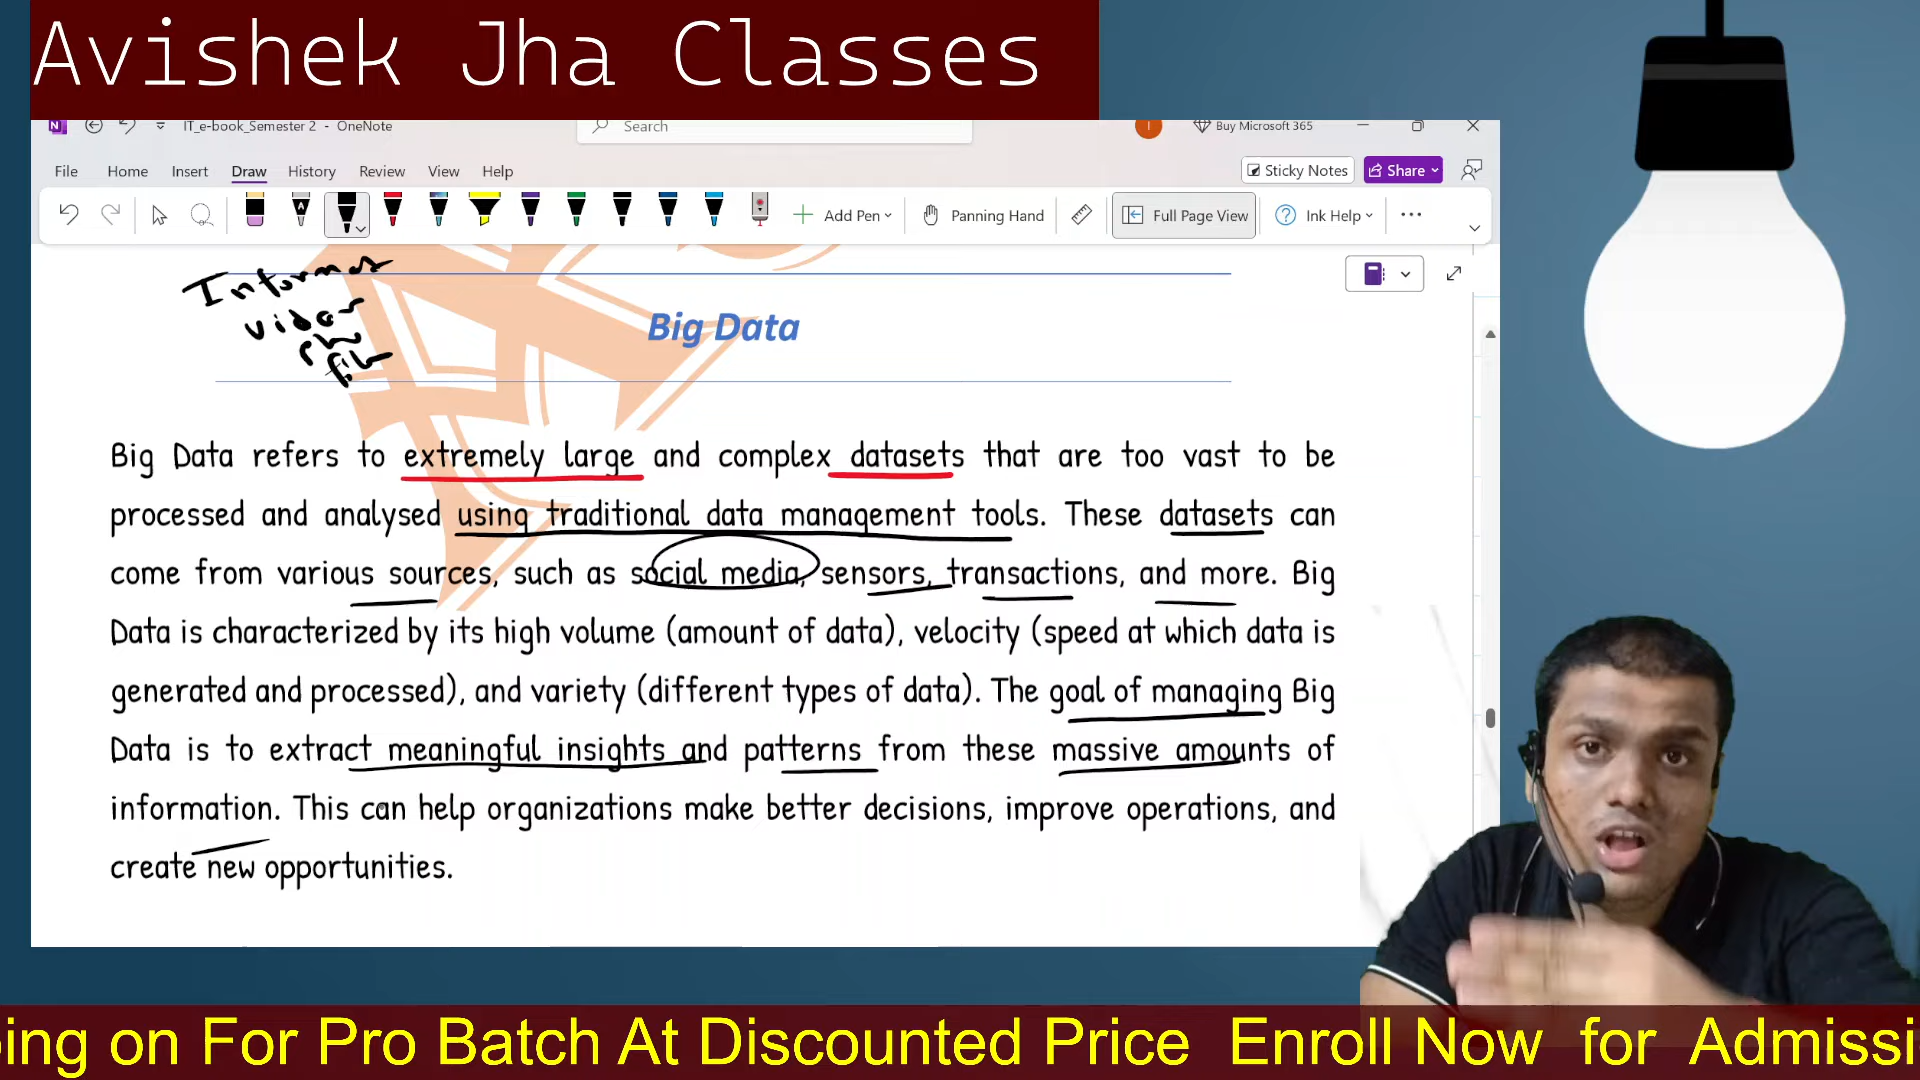 Avishek Jha Classes
IT_e-book_Semester 2 - OneNote
Search
Buy Microsoft 365
File Home Insert Draw History Review View Help
Sticky Notes
Share
Add Pen
Panning Hand
Full Page View
Ink Help
Big Data
Big Data refers to extremely large and complex datasets that are too vast to be
processed and analysed using traditional data management tools. These datasets can
come from various sources, such as social media, sensors, transactions, and more. Big
Data is characterized by its high volume (amount of data), velocity (speed at which data is
generated and processed), and variety (different types of data). The goal of managing Big
Data is to extract meaningful insights and patterns from these massive amounts of
information. This can help organizations make better decisions, improve operations, and
create new opportunities.
ing on For Pro Batch At Discounted Price Enroll Now for Admissi